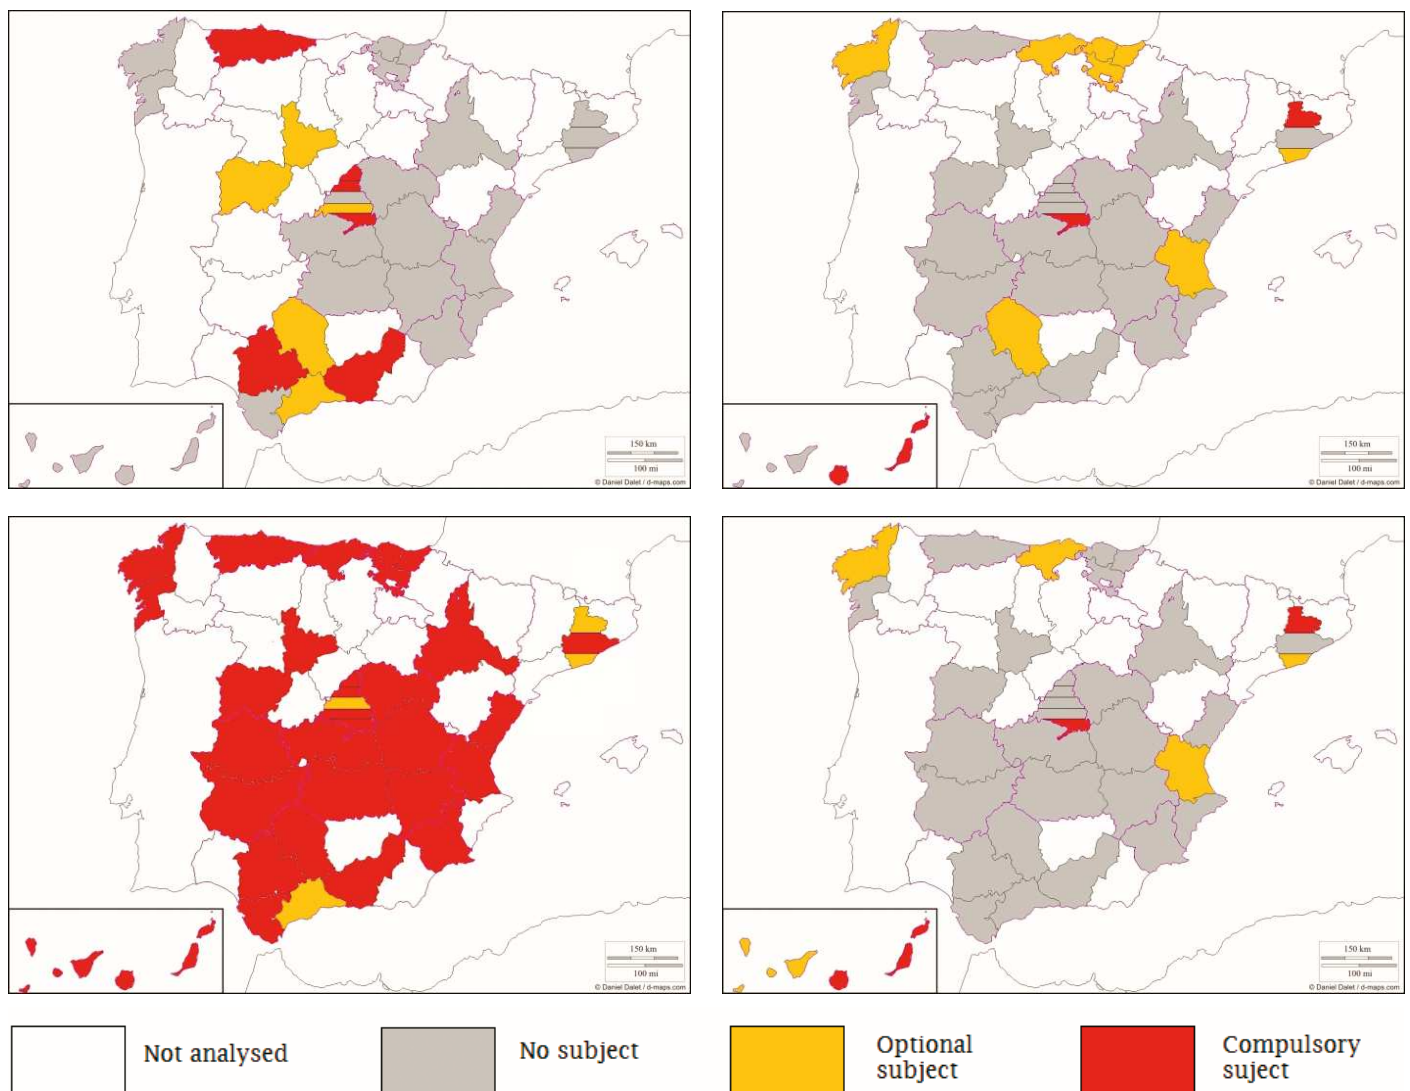 150 km
100 mi
© Daniel Dalet / d-maps.com
150 km
100 mi
© Daniel Dalet / d-maps.com
150 km
100 mi
© Daniel Dalet / d-maps.com
150 km
100 mi
© Daniel Dalet / d-maps.com
Not analysed
No subject
Optional
subject
Compulsory
suject